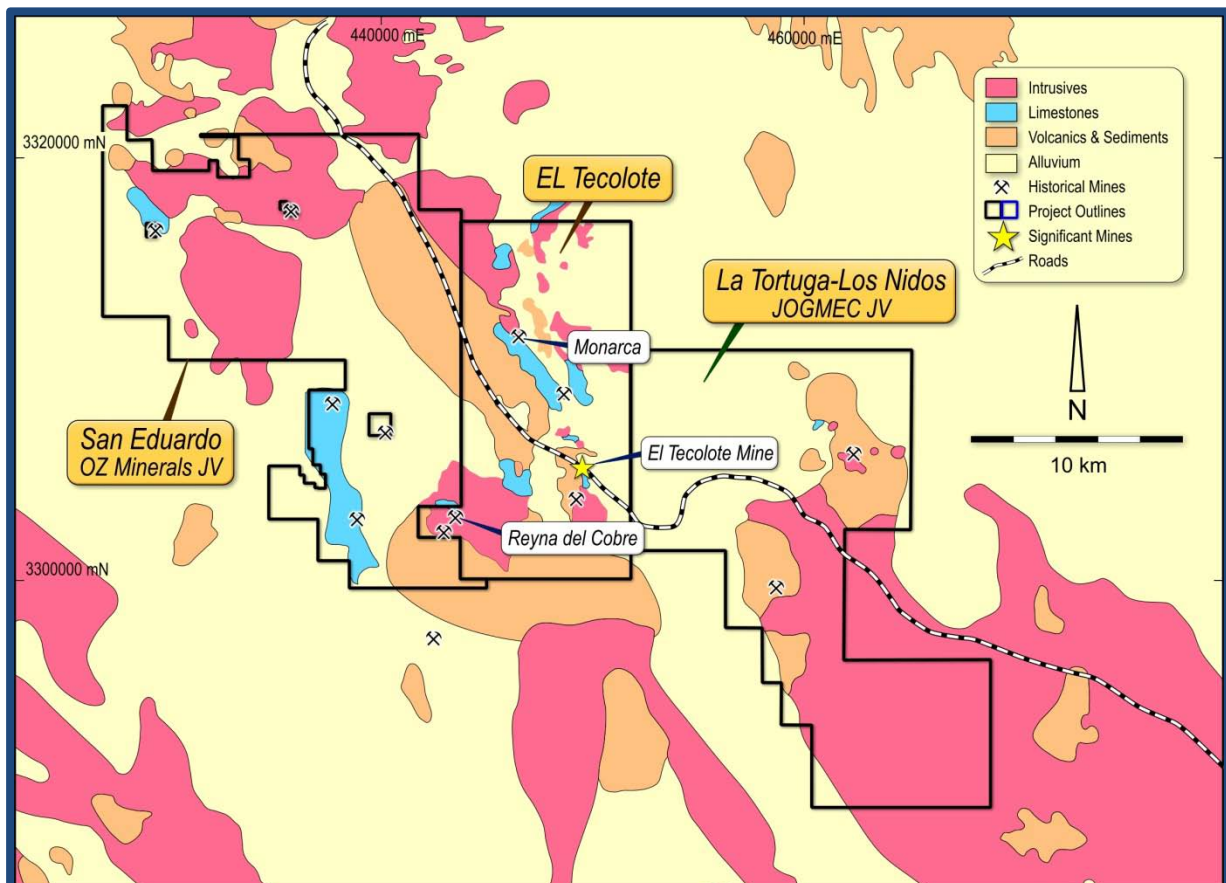 440000 mE
460000 mE
Intrusives
Limestones
Volcanics & Sediments
Alluvium
Historical Mines
Project Outlines
Significant Mines
Roads
3320000 mN
EL Tecolote
La Tortuga-Los Nidos
JOGMEC JV
Monarca
San Eduardo
OZ Minerals JV
El Tecolote Mine
N
10 km
Reyna del Cobre
3300000 mN